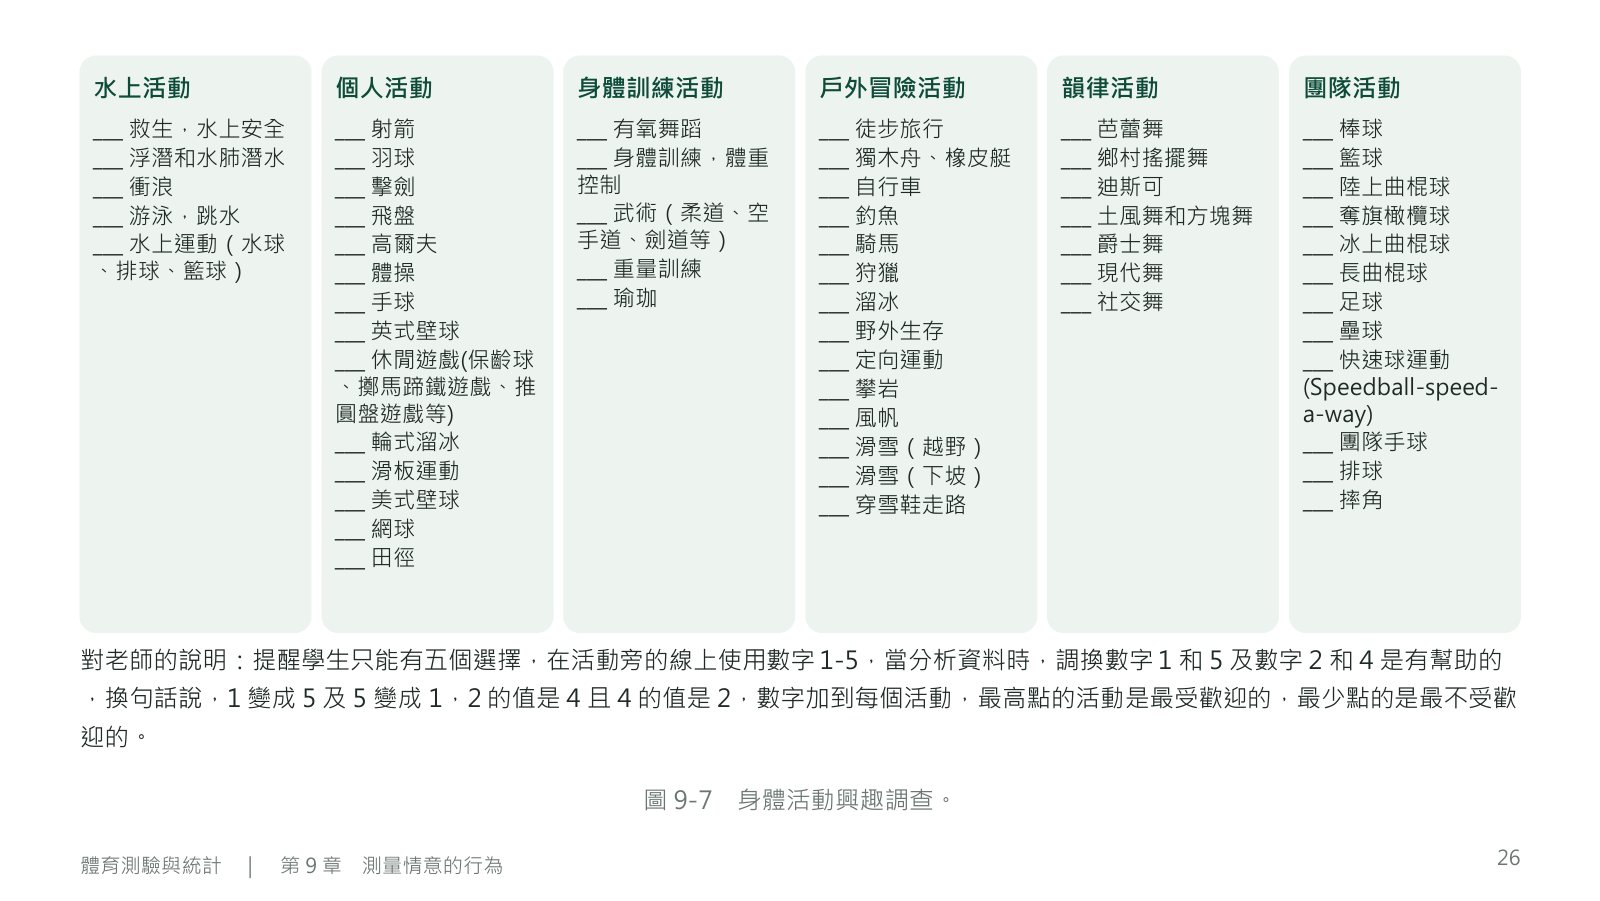 水上活動
___ 救生，水上安全
___ 浮潛和水肺潛水
___ 衝浪
___ 游泳，跳水
___ 水上運動（水球
、排球、籃球）
個人活動
___ 射箭
___ 羽球
___ 擊劍
___ 飛盤
___ 高爾夫
___ 體操
___ 手球
___ 英式壁球
___ 休閒遊戲(保齡球
、擲馬蹄鐵遊戲、推
圓盤遊戲等)
___ 輪式溜冰
___ 滑板運動
___ 美式壁球
___ 網球
___ 田徑
身體訓練活動
___ 有氧舞蹈
___ 身體訓練，體重
控制
___ 武術（柔道、空
手道、劍道等）
___ 重量訓練
___ 瑜珈
戶外冒險活動
___ 徒步旅行
___ 獨木舟、橡皮艇
___ 自行車
___ 釣魚
___ 騎馬
___ 狩獵
___ 溜冰
___ 野外生存
___ 定向運動
___ 攀岩
___ 風帆
___ 滑雪（越野）
___ 滑雪（下坡）
___ 穿雪鞋走路
韻律活動
___ 芭蕾舞
___ 鄉村搖擺舞
___ 迪斯可
___ 土風舞和方塊舞
___ 爵士舞
___ 現代舞
___ 社交舞
團隊活動
___ 棒球
___ 籃球
___ 陸上曲棍球
___ 奪旗橄欖球
___ 冰上曲棍球
___ 長曲棍球
___ 足球
___ 壘球
___ 快速球運動
(Speedball-speed-
a-way)
___ 團隊手球
___ 排球
___ 摔角
對老師的說明：提醒學生只能有五個選擇，在活動旁的線上使用數字 1-5，當分析資料時，調換數字 1 和 5 及數字 2 和 4 是有幫助的
，換句話說，1 變成 5 及 5 變成 1，2 的值是 4 且 4 的值是 2，數字加到每個活動，最高點的活動是最受歡迎的，最少點的是最不受歡
迎的。
圖 9-7　身體活動興趣調查。
體育測驗與統計　|　第 9 章　測量情意的行為
26